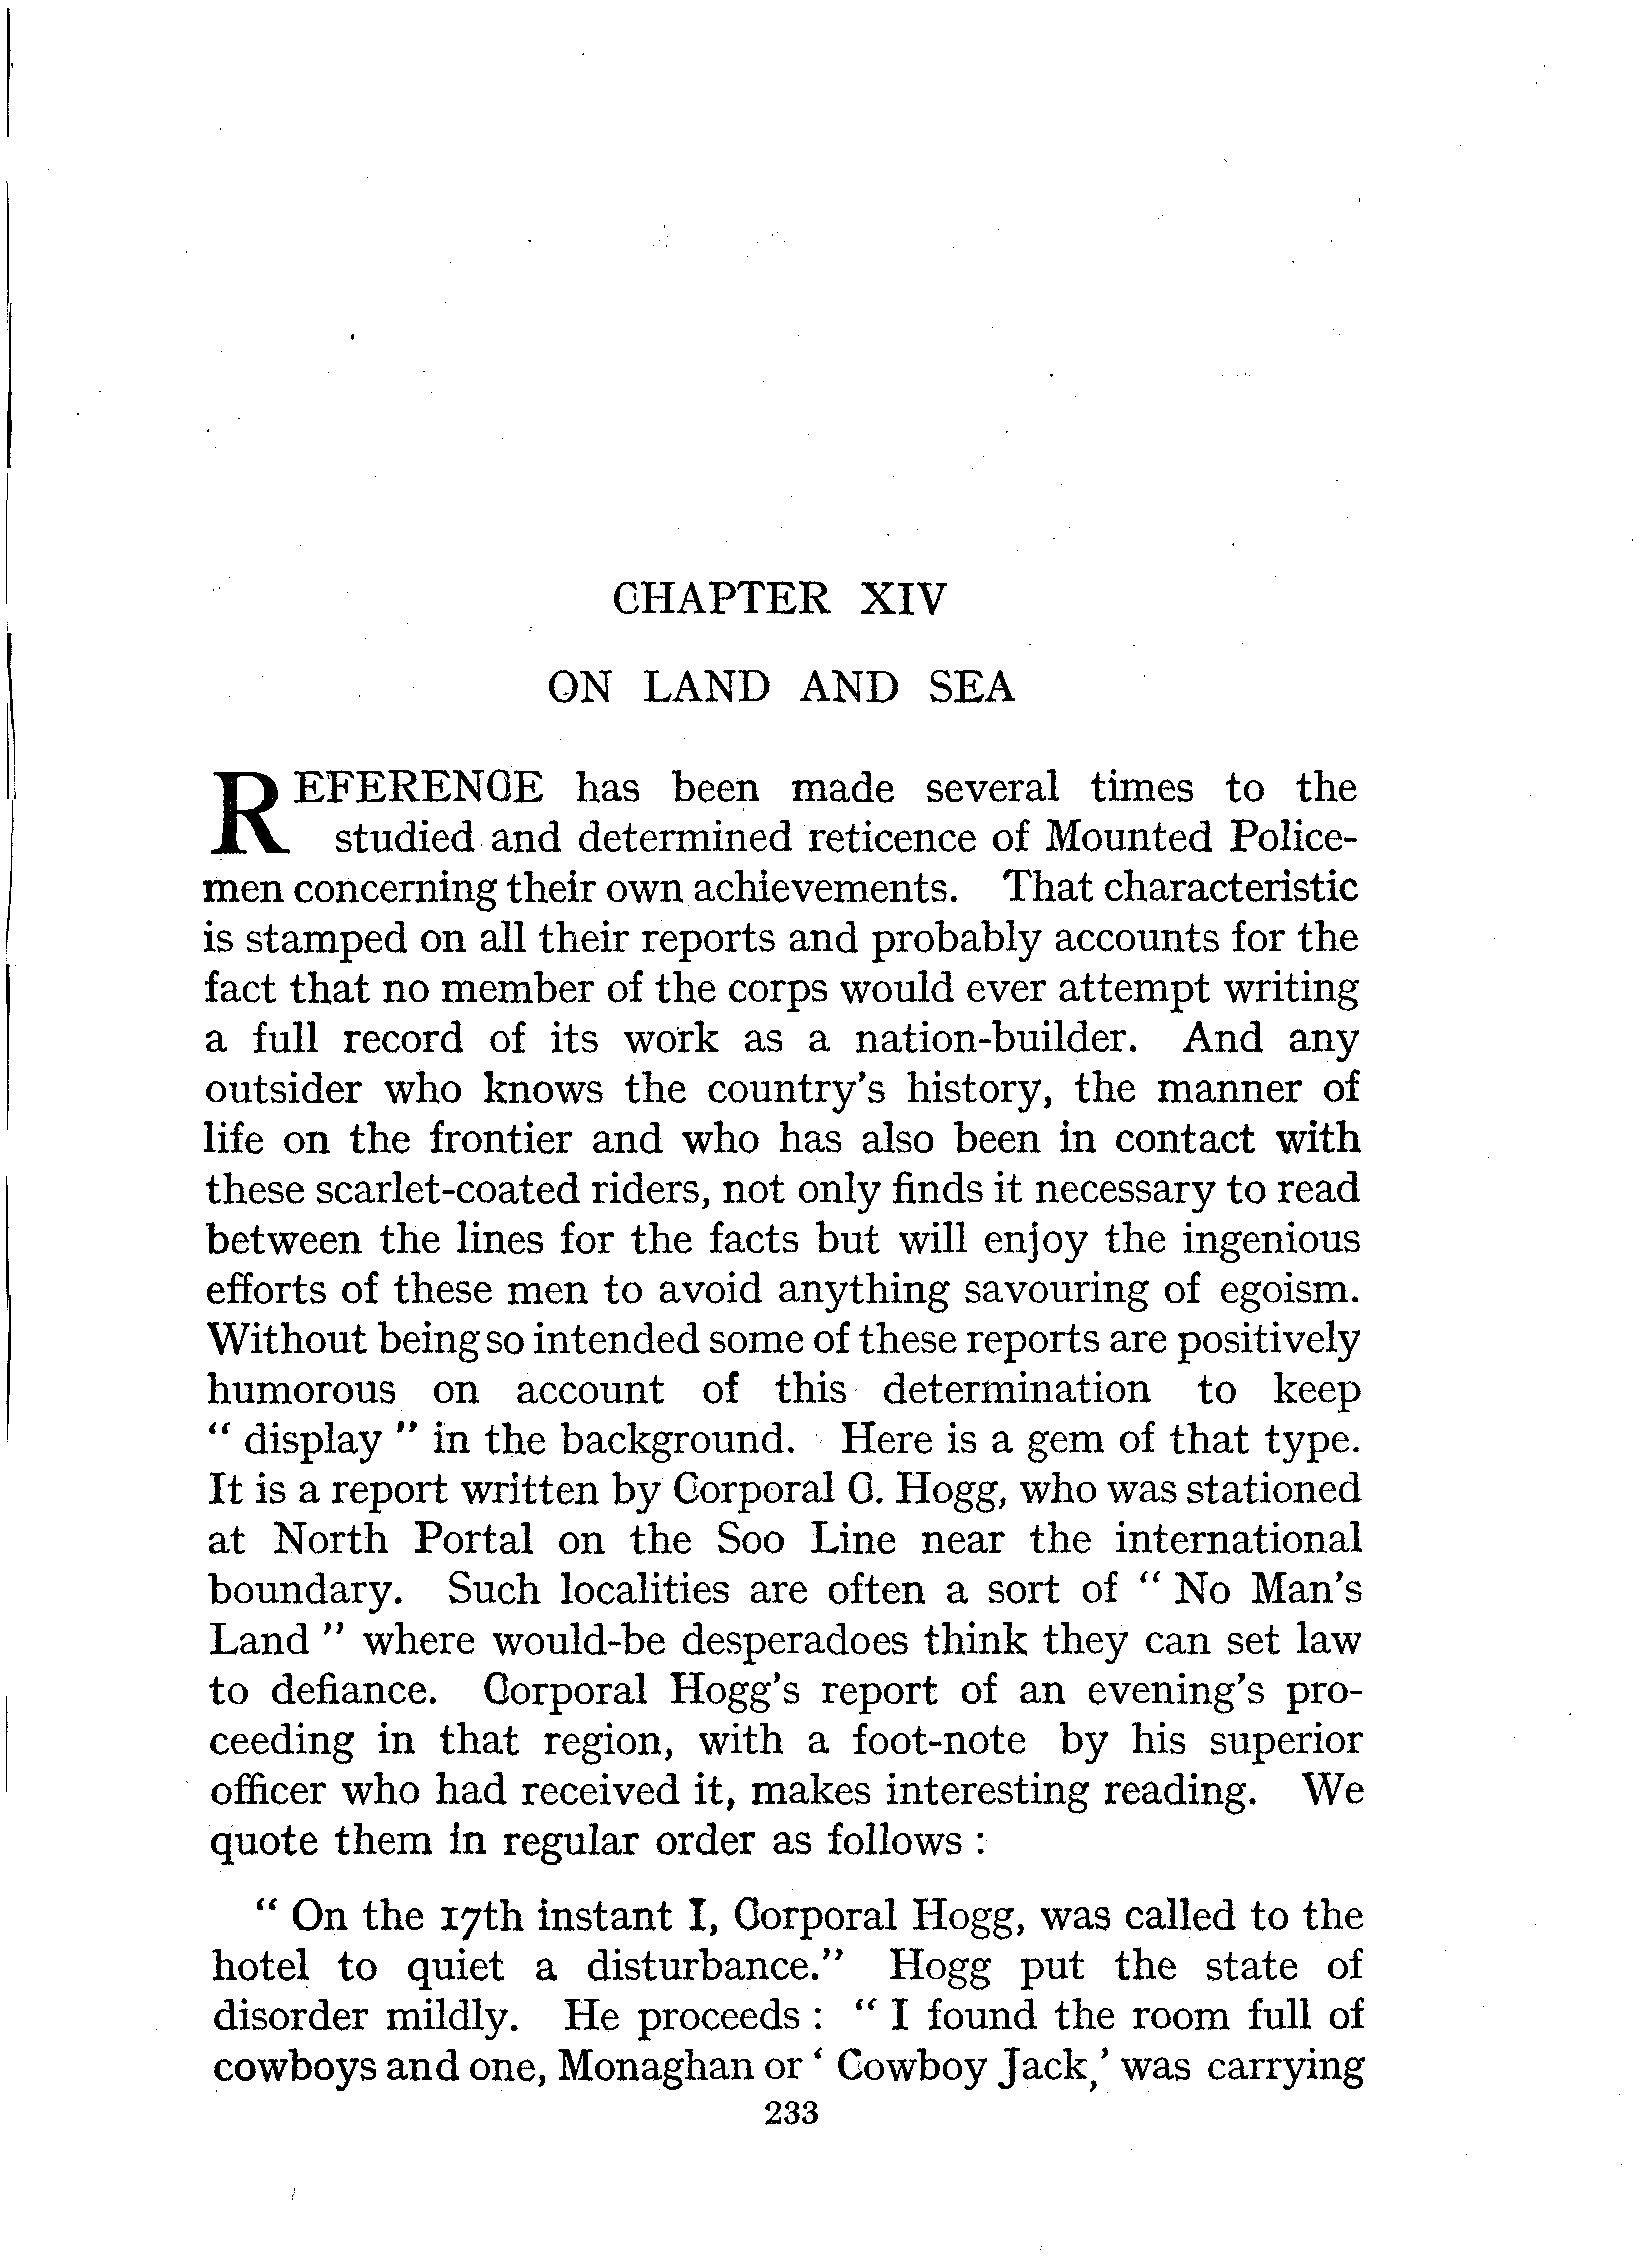 CHAPTER XIV
ON LAND AND SEA
REFERENCE has been made several times to the
studied and determined reticence of Mounted Police-
men concerning their own achievements. That characteristic
is stamped on all their reports and probably accounts for the
fact that no member of the corps would ever attempt writing
a full record of its work as a nation-builder. And any
outsider who knows the country's history, the manner of
life on the frontier and who has also been in contact with
these scarlet-coated riders, not only finds it necessary to read
between the lines for the facts but will enjoy the ingenious
efforts of these men to avoid anything savouring of egoism.
Without being so intended some of these reports are positively
humorous on account of this determination to keep
" display " in the background. Here is a gem of that type.
It is a report written by Corporal C. Hogg, who was stationed
at North Portal on the Soo Line near the international
boundary. Such localities are often a sort of " No Man's
Land " where would-be desperadoes think they can set law
to defiance. Corporal Hogg's report of an evening's pro-
ceeding in that region, with a foot-note by his superior
officer who had received it, makes interesting reading. We
quote them in regular order as follows :
" On the 17th instant I, Corporal Hogg, was called to the
hotel to quiet a disturbance." Hogg put the state of
disorder mildly. He proceeds : " I found the room full of
cowboys and one, Monaghan or ' Cowboy Jack,' was carrying
233